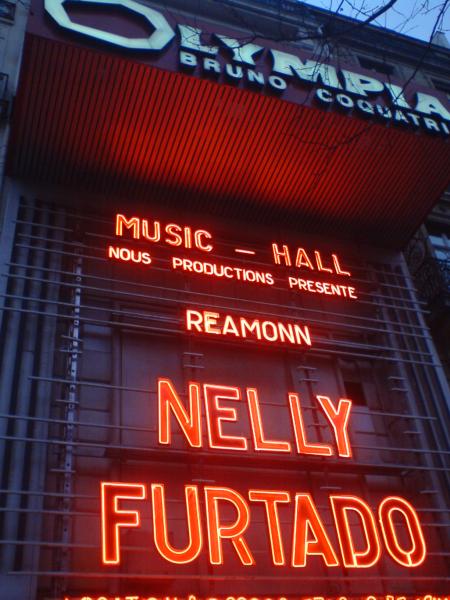 OLYMPIA
BRUNO COQUATRI
MUSIC - HALL
NOUS PRODUCTIONS PRESENTE
REAMONN
NELLY
FURTADO